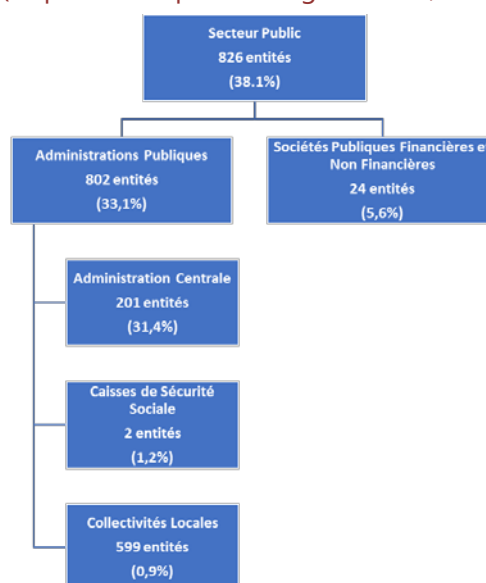 Secteur Public
826 entités
(38.1%)
Administrations Publiques
802 entités
(33,1%)
Sociétés Publiques Financières et
Non Financières
24 entités
(5,6%)
Administration Centrale
201 entités
(31,4%)
Caisses de Sécurité
Sociale
2 entités
(1,2%)
Collectivités Locales
599 entités
(0,9%)